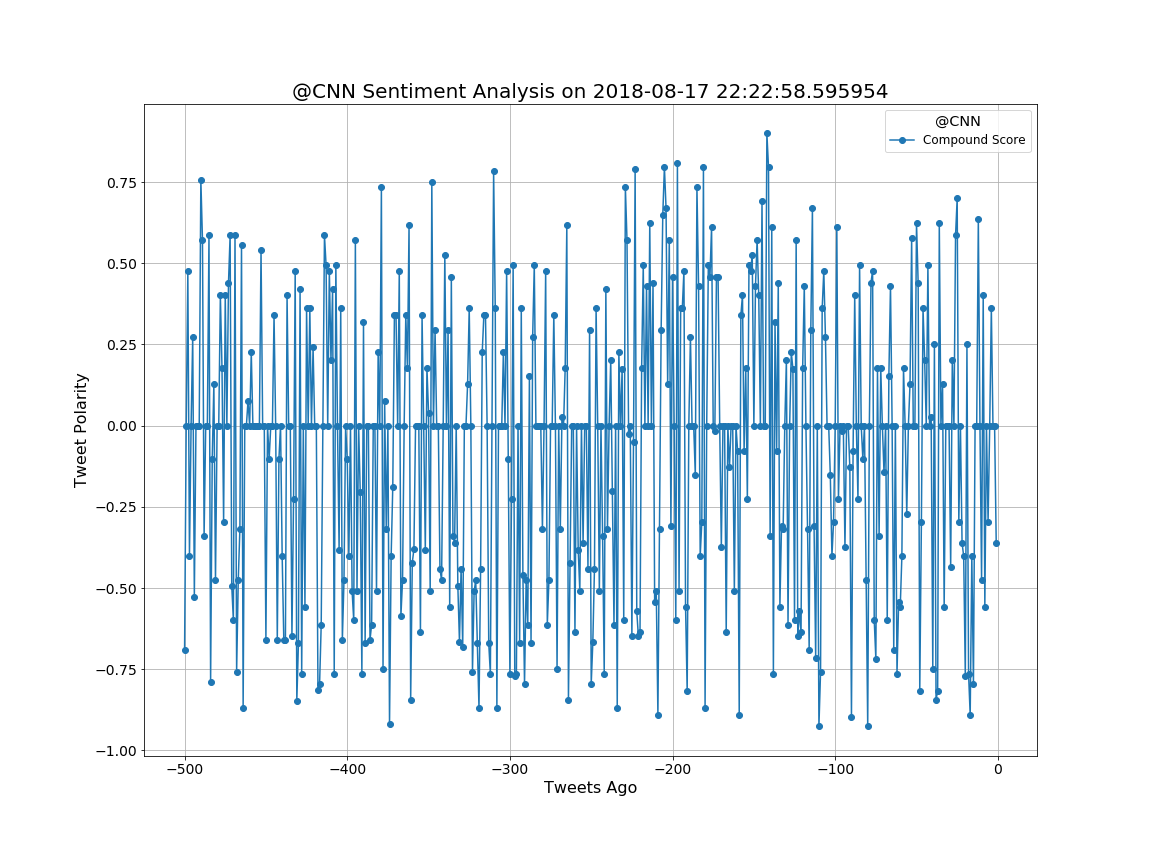 @CNN Sentiment Analysis on 2018-08-17 22:22:58.595954
@CNN
Compound Score
0.75
0.50
0.25
0.00
−0.25
−0.50
−0.75
−1.00
Tweet Polarity
−500 −400 −300 −200 −100 0
Tweets Ago